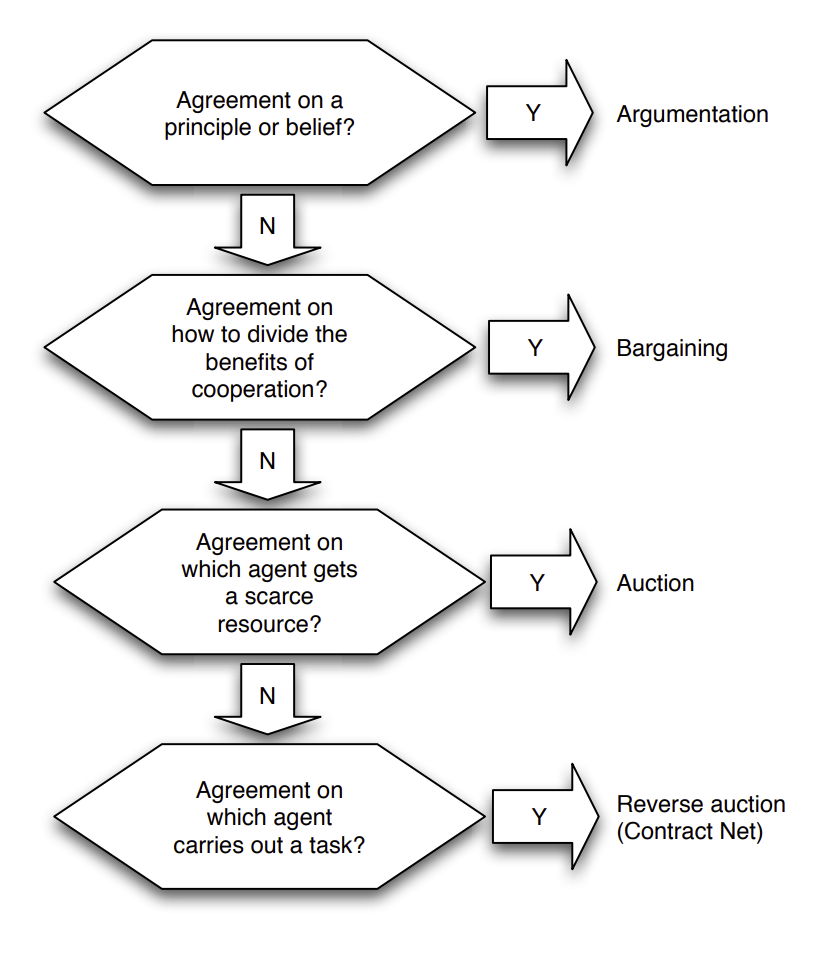 Agreement on a
principle or belief?
Y
Argumentation
N
Agreement on
how to divide the
benefits of
cooperation?
Y
Bargaining
N
Agreement on
which agent gets
a scarce
resource?
Y
Auction
N
Agreement on
which agent
carries out a task?
Y
Reverse auction
(Contract Net)